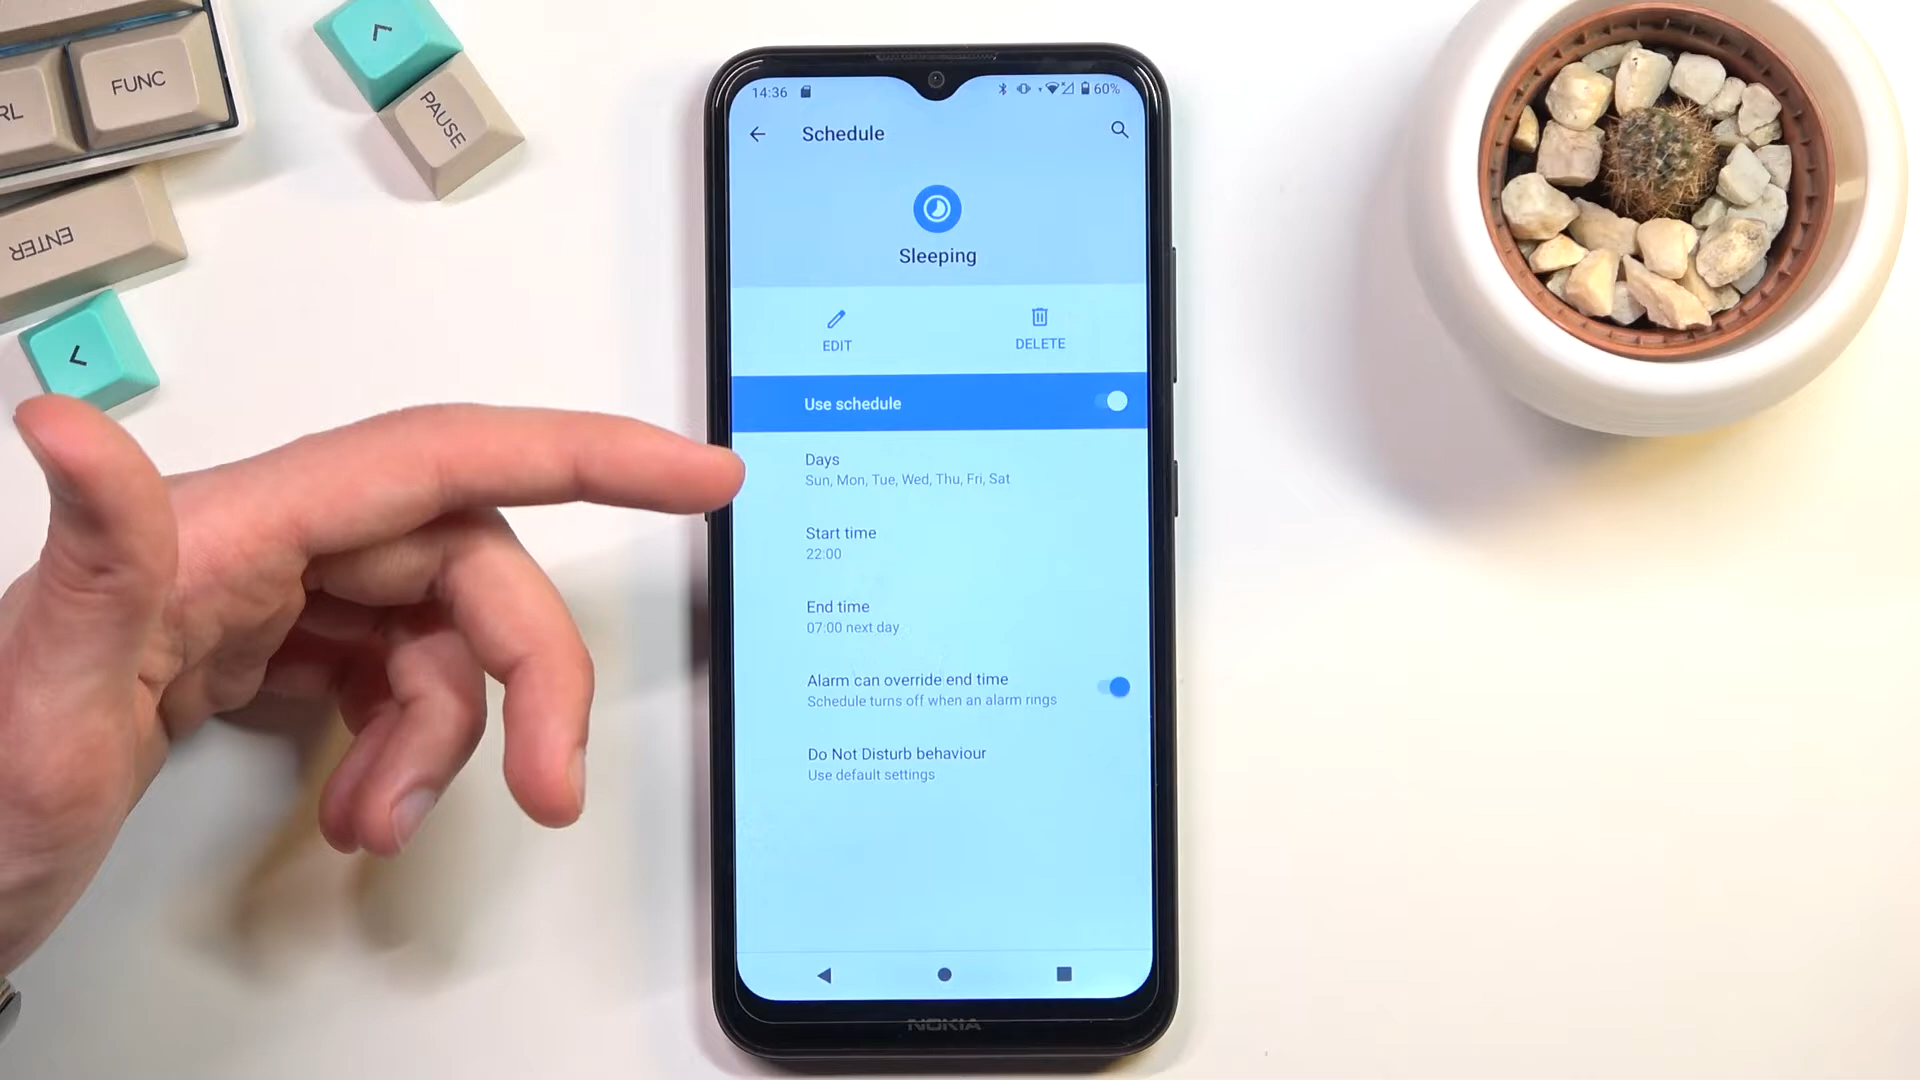 FUNC
RL
PAUSE
ENTER
14:36
60%
Schedule
Sleeping
EDIT
DELETE
Use schedule
Days
Sun, Mon, Tue, Wed, Thu, Fri, Sat
Start time
22:00
End time
07:00 next day
Alarm can override end time
Schedule turns off when an alarm rings
Do Not Disturb behaviour
Use default settings
NOKIA